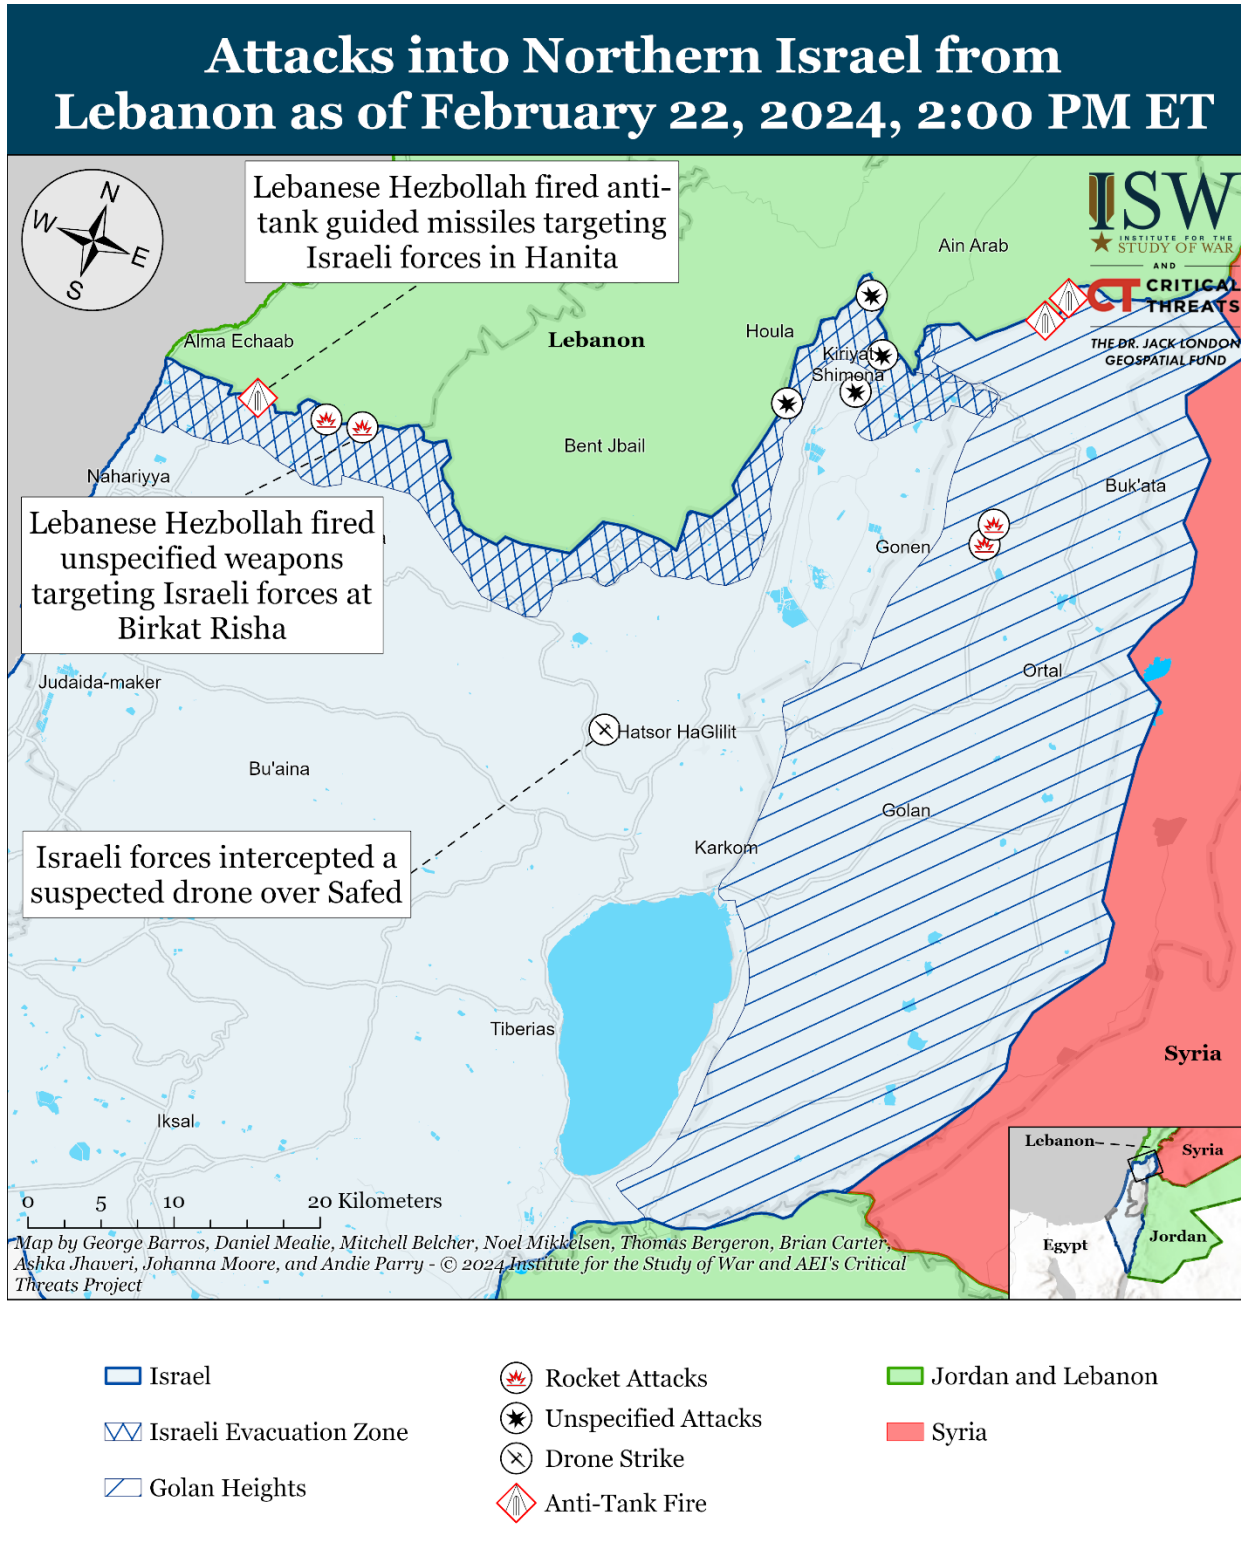 Attacks into Northern Israel from
Lebanon as of February 22, 2024, 2:00 PM ET
N
W
E
S
Lebanese Hezbollah fired anti-
tank guided missiles targeting
Israeli forces in Hanita
ISW
INSTITUTE FOR THE
STUDY OF WAR
AND
CT CRITICAL
THREATS
THE DR. JACK LONDON
GEOSPATIAL FUND
Ain Arab
Alma Echaab
Lebanon
Houla
Kiriyat
Shimona
Bent Jbail
Nahariyya
Buk'ata
Lebanese Hezbollah fired
unspecified weapons
targeting Israeli forces at
Birkat Risha
Gonen
Judaida-maker
Ortal
Hatsor HaGlilit
Bu'aina
Golan
Karkom
Israeli forces intercepted a
suspected drone over Safed
Tiberias
Syria
Iksal
0 5 10 20 Kilometers
Map by George Barros, Daniel Mealie, Mitchell Belcher, Noel Mikkelsen, Thomas Bergeron, Brian Carter,
Ashka Jhaveri, Johanna Moore, and Andie Parry - © 2024 Institute for the Study of War and AEI's Critical
Threats Project
Lebanon
Syria
Egypt
Jordan
Israel
Israeli Evacuation Zone
Golan Heights
Rocket Attacks
Unspecified Attacks
Drone Strike
Anti-Tank Fire
Jordan and Lebanon
Syria